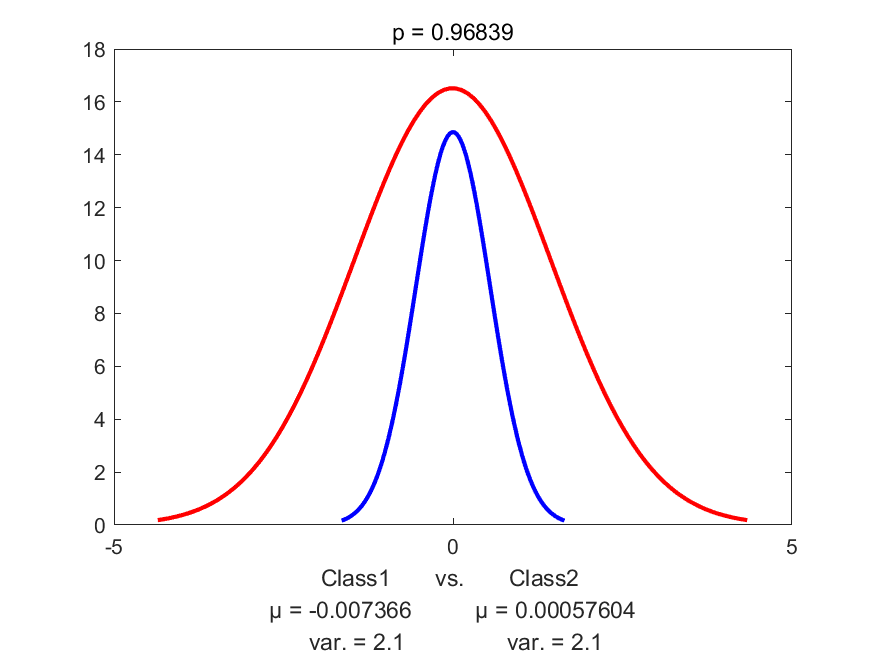 p = 0.96839
18
16
14
12
10
8
6
4
2
0
-5 0 5
Class1 vs. Class2
μ = -0.007366 μ = 0.00057604
var. = 2.1 var. = 2.1